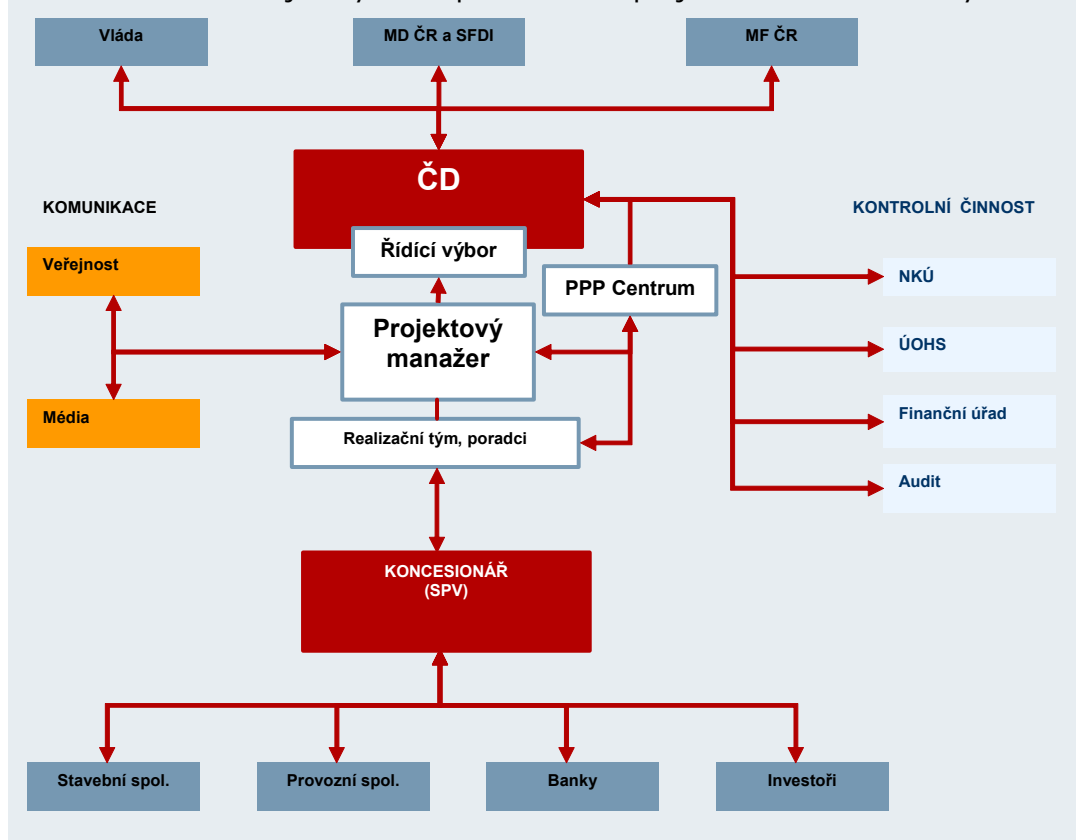 Vláda
MD ČR a SFDI
MF ČR
ČD
KOMUNIKACE
KONTROLNÍ ČINNOST
Řídící výbor
Veřejnost
PPP Centrum
NKÚ
Projektový
manažer
ÚOHS
Média
Finanční úřad
Realizační tým, poradci
Audit
KONCESIONÁŘ
(SPV)
Stavební spol.
Provozní spol.
Banky
Investoři